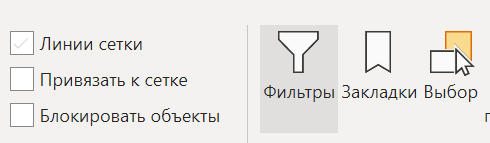 Линии сетки
Привязать к сетке
Блокировать объекты
Фильтры Закладки Выбор